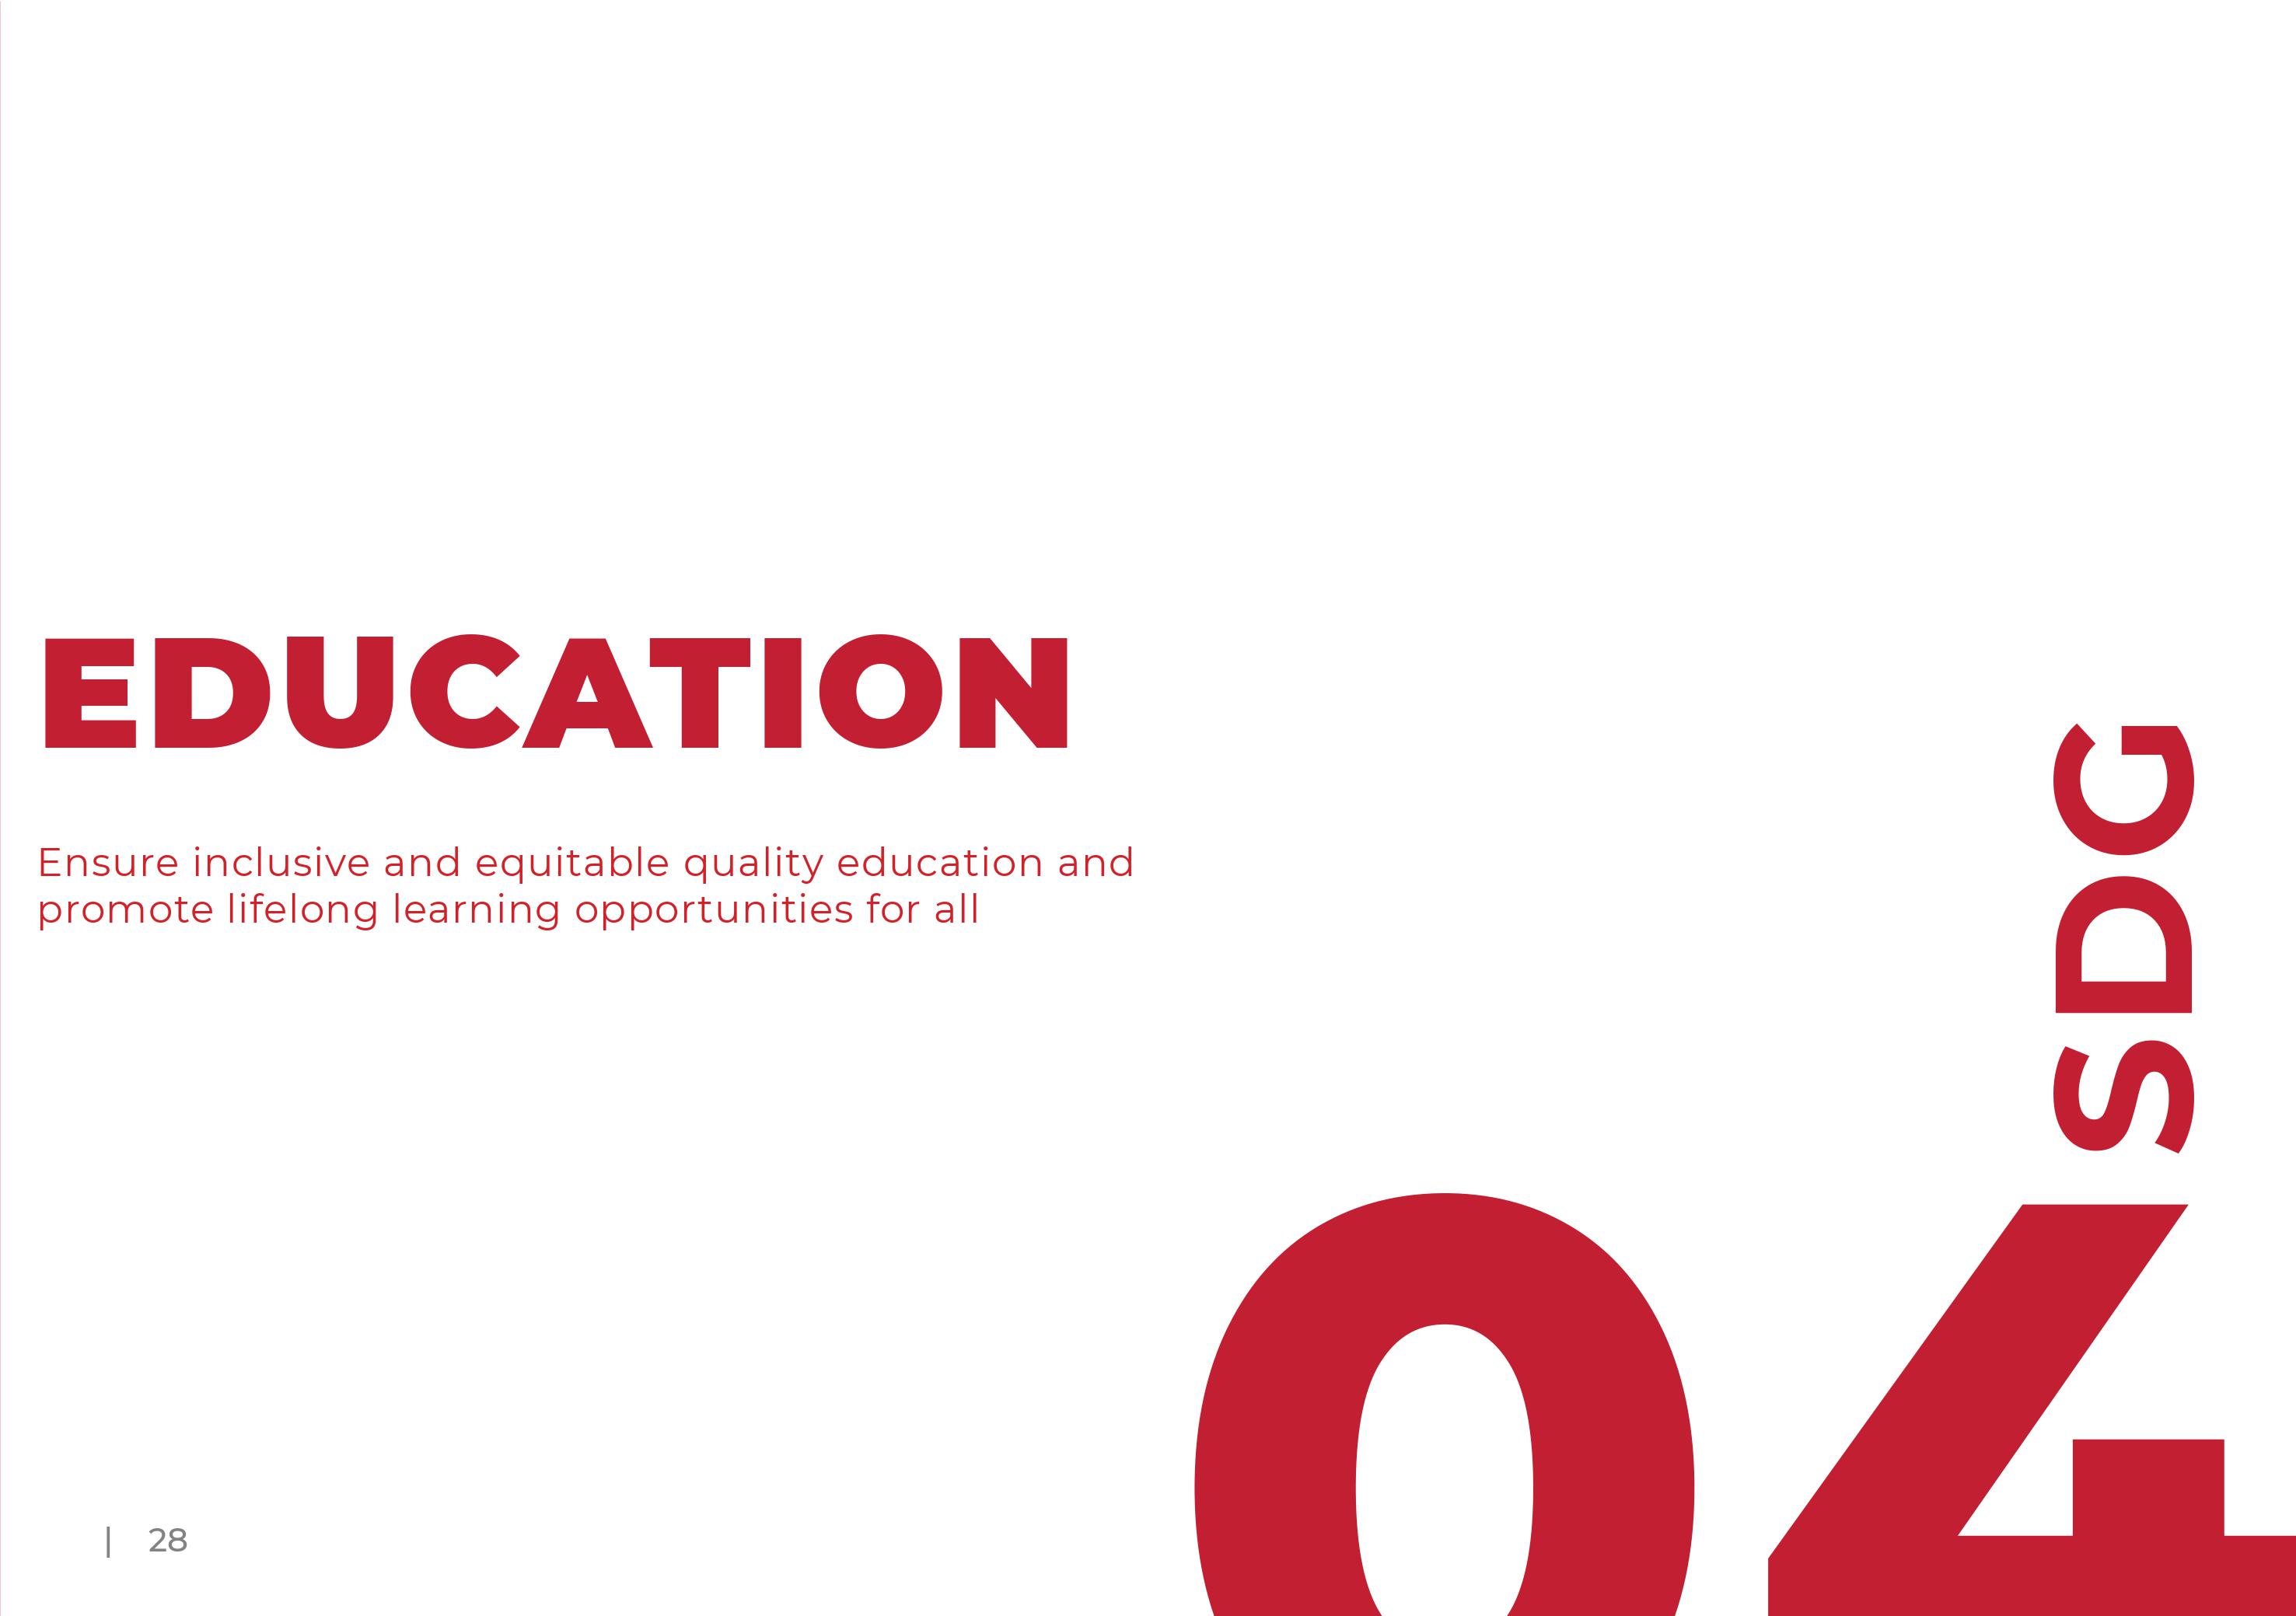 EDUCATION
Ensure inclusive and equitable quality education and
promote lifelong learning opportunities for all
SDG
04
| 28